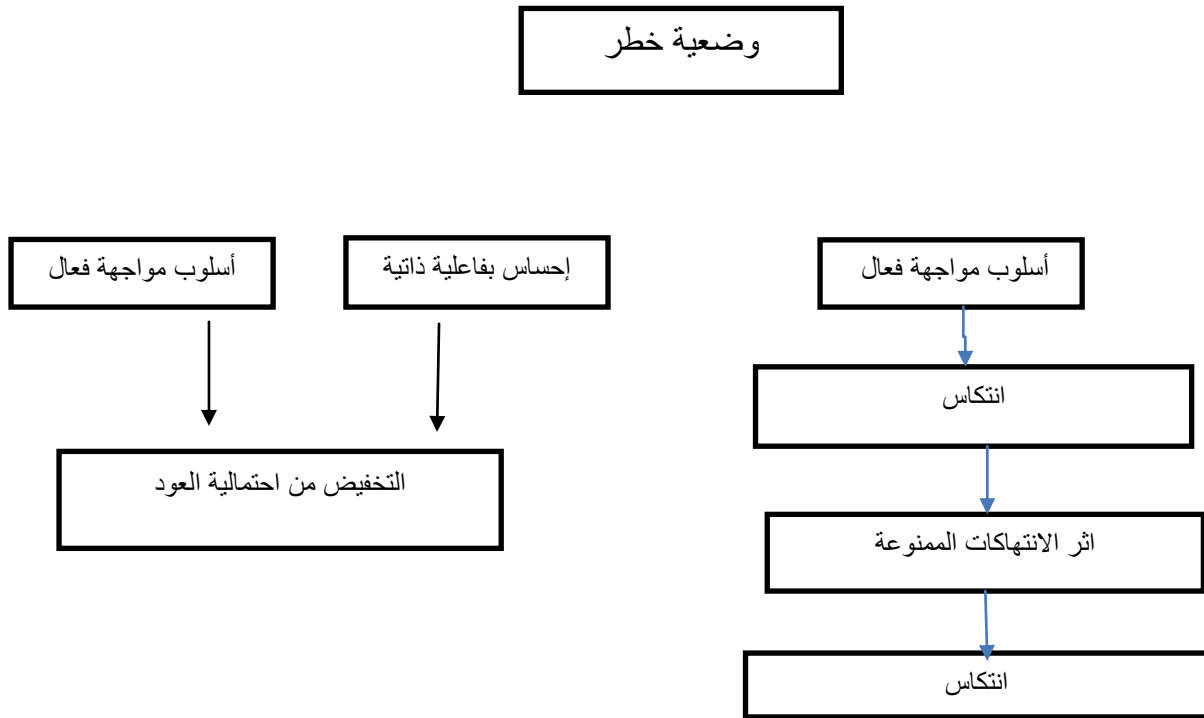 وضعية خطر
أسلوب مواجهة فعال
إحساس بفاعلية ذاتية
أسلوب مواجهة فعال
انتكاس
التخفيض من احتمالية العود
اثر الانتهاكات الممنوعة
انتكاس